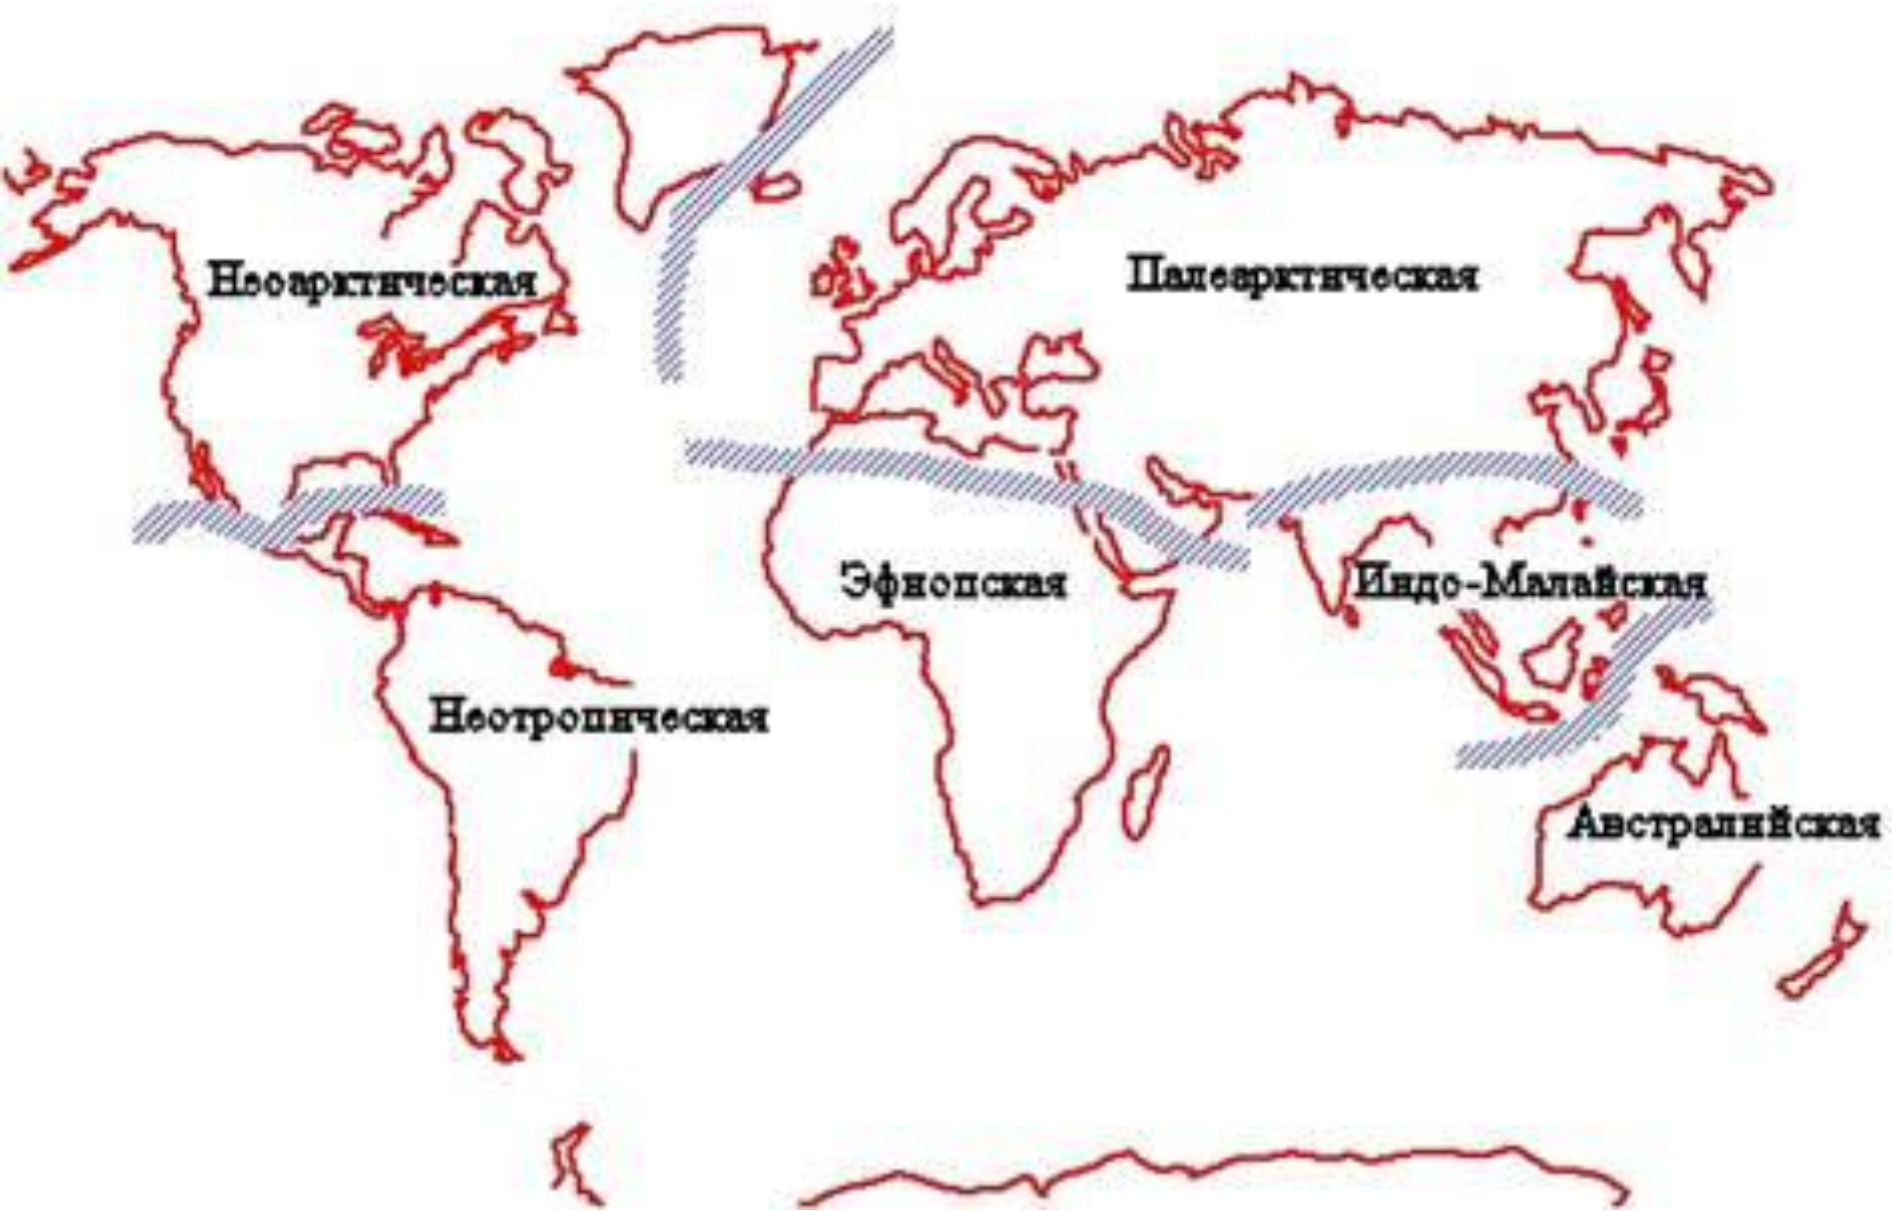 Неоарктическая
Палеарктическая
Эфиопская
Индо-Малайская
Неотропическая
Австралийская